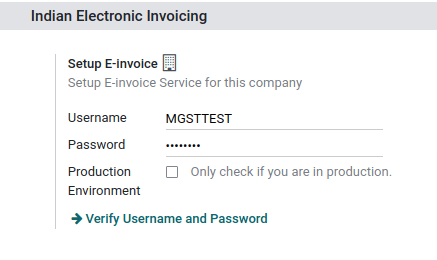 Indian Electronic Invoicing
Setup E-invoice
Setup E-invoice Service for this company
Username MGSTTEST
Password ••••••••
Production Environment Only check if you are in production.
Verify Username and Password